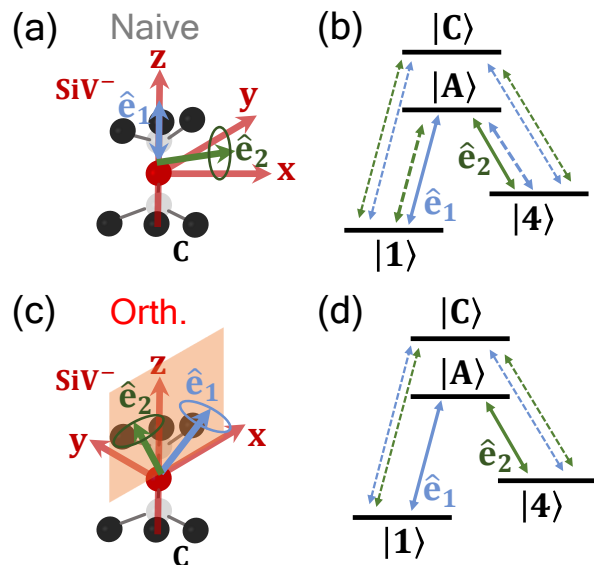 (a) Naive
z
SiV⁻
ê₁
y
ê₂
x
C
(b)
|C⟩
|A⟩
ê₂
ê₁
|4⟩
|1⟩
(c) Orth.
z
SiV⁻
ê₂
ê₁
y
x
C
(d)
|C⟩
|A⟩
ê₂
ê₁
|4⟩
|1⟩